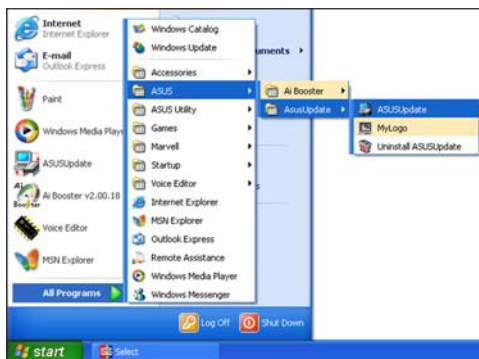 Internet
Internet Explorer
E-mail
Outlook Express
Paint
Windows Media Play
ASUSUpdate
Ai Booster v2.00.18
Voice Editor
MSN Explorer
All Programs
Windows Catalog
Windows Update
Accessories
ASUS
ASUS Utility
Games
Marvell
Startup
Voice Editor
Internet Explorer
MSN Explorer
Outlook Express
Remote Assistance
Windows Media Player
Windows Messenger
uments
s
Ai Booster
AsusUpdate
ASUSUpdate
MyLogo
Uninstall ASUSUpdate
Log Off
Shut Down
start
Select